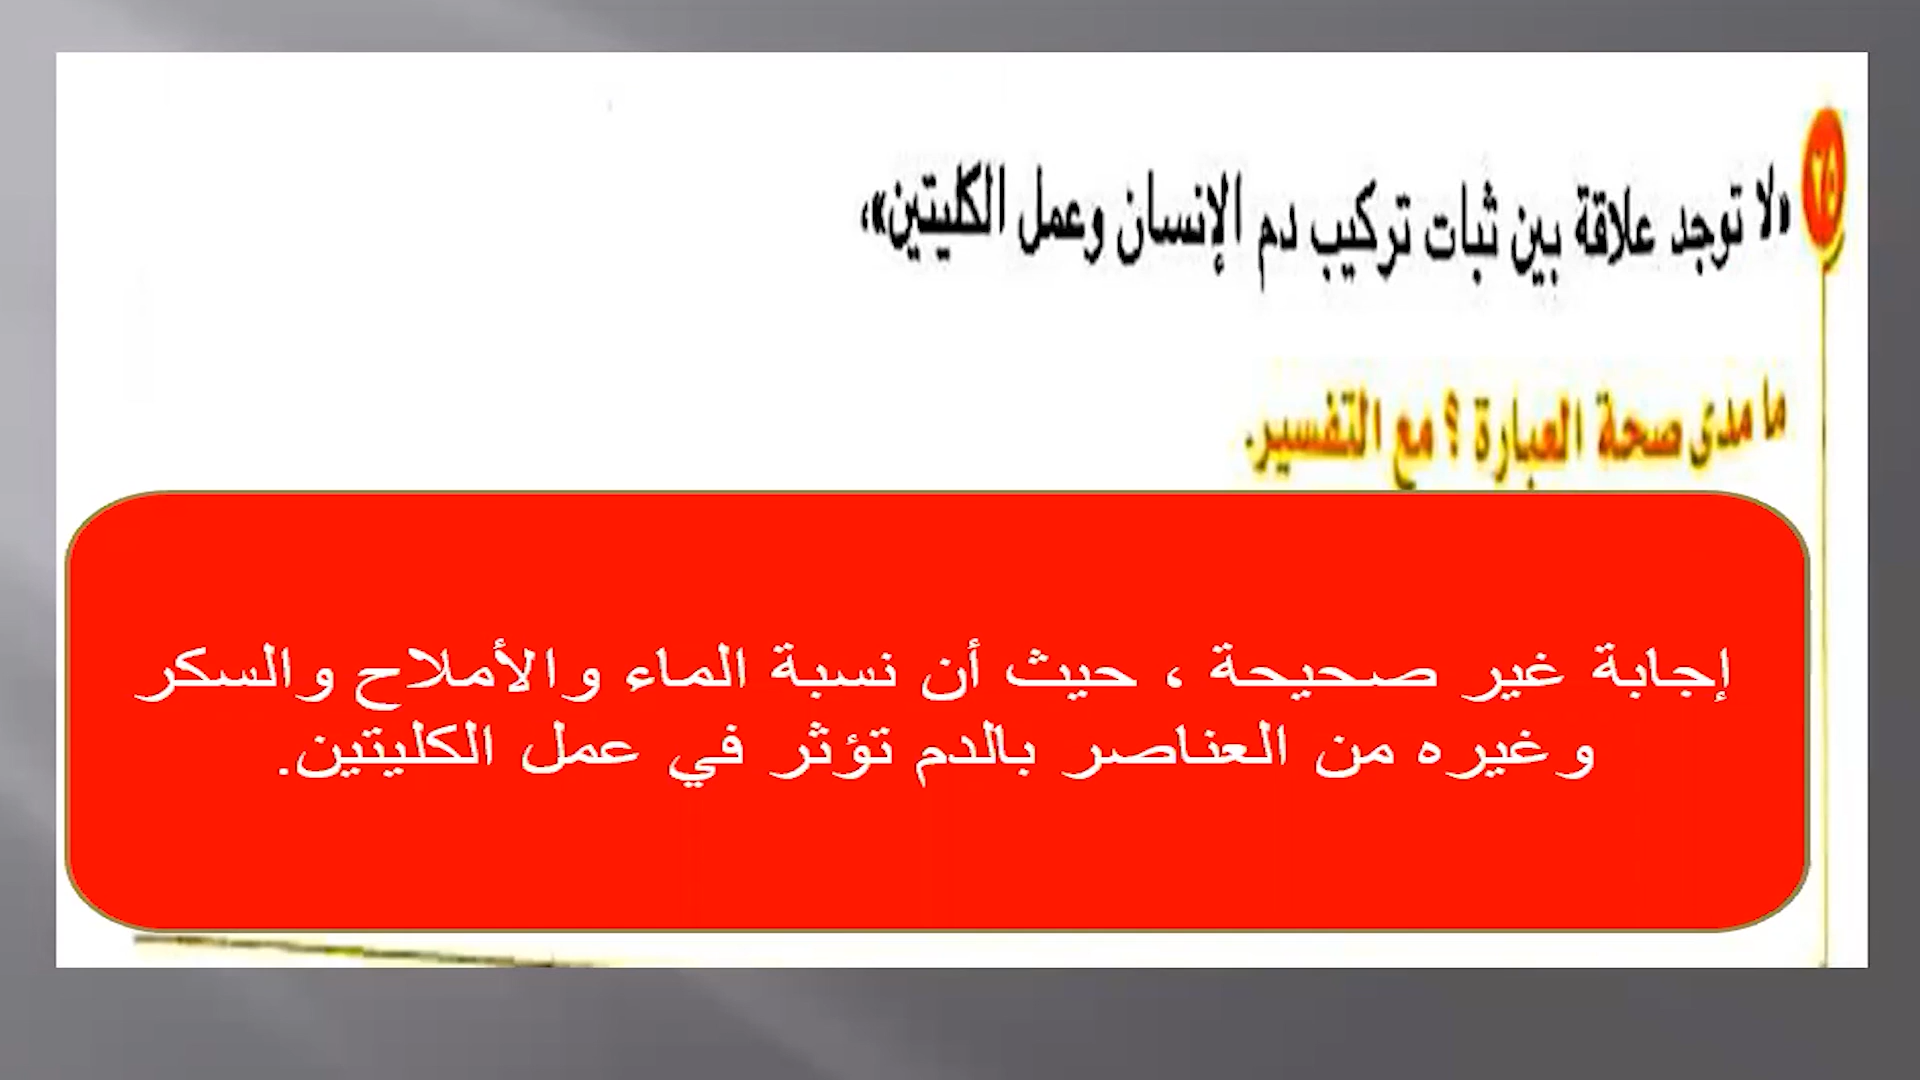 ٢٥
«لا توجد علاقة بين ثبات تركيب دم الإنسان وعمل الكليتين»،
ما مدى صحة العبارة ؟ مع التفسير.
إجابة غير صحيحة ، حيث أن نسبة الماء والأملاح والسكر
وغيره من العناصر بالدم تؤثر في عمل الكليتين.